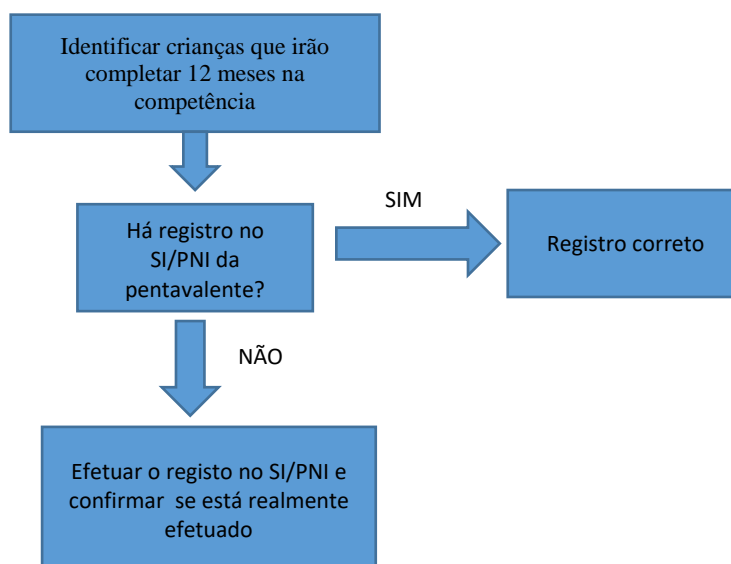 Identificar crianças que irão
completar 12 meses na
competência
SIM
Há registro no
SI/PNI da
pentavalente?
Registro correto
NÃO
Efetuar o registo no SI/PNI e
confirmar se está realmente
efetuado